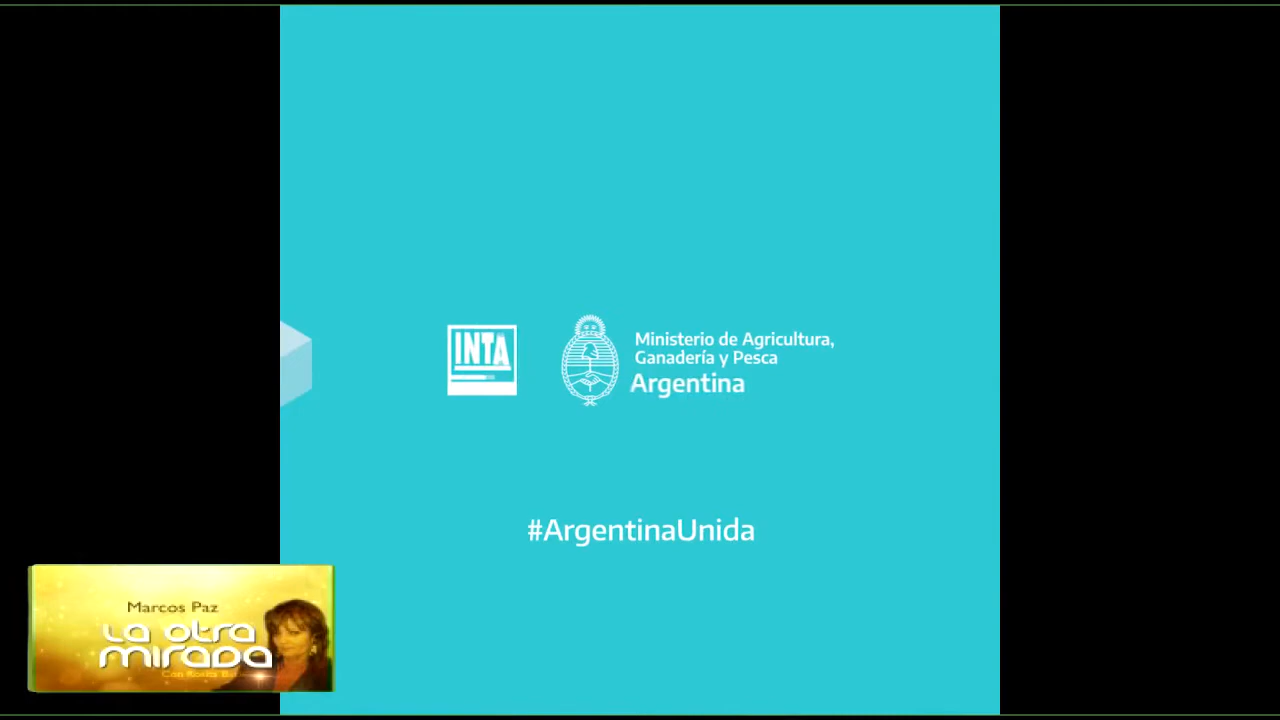 INTA
Ministerio de Agricultura,
Ganadería y Pesca
Argentina
#ArgentinaUnida
Marcos Paz
La otra
mirada